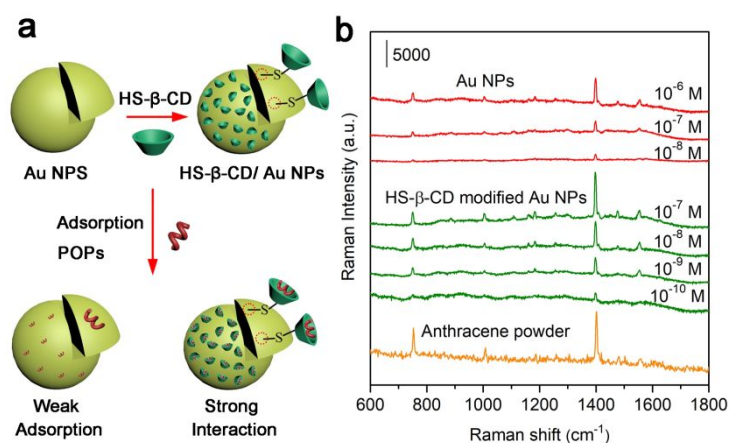 a
HS-β-CD
Au NPS
HS-β-CD/ Au NPs
S
S
Adsorption
POPs
S
S
Weak
Adsorption
Strong
Interaction
b
5000
Au NPs
10⁻⁶ M
10⁻⁷ M
10⁻⁸ M
HS-β-CD modified Au NPs
10⁻⁷ M
10⁻⁸ M
10⁻⁹ M
10⁻¹⁰ M
Anthracene powder
Raman Intensity (a.u.)
600 800 1000 1200 1400 1600 1800
Raman shift (cm⁻¹)